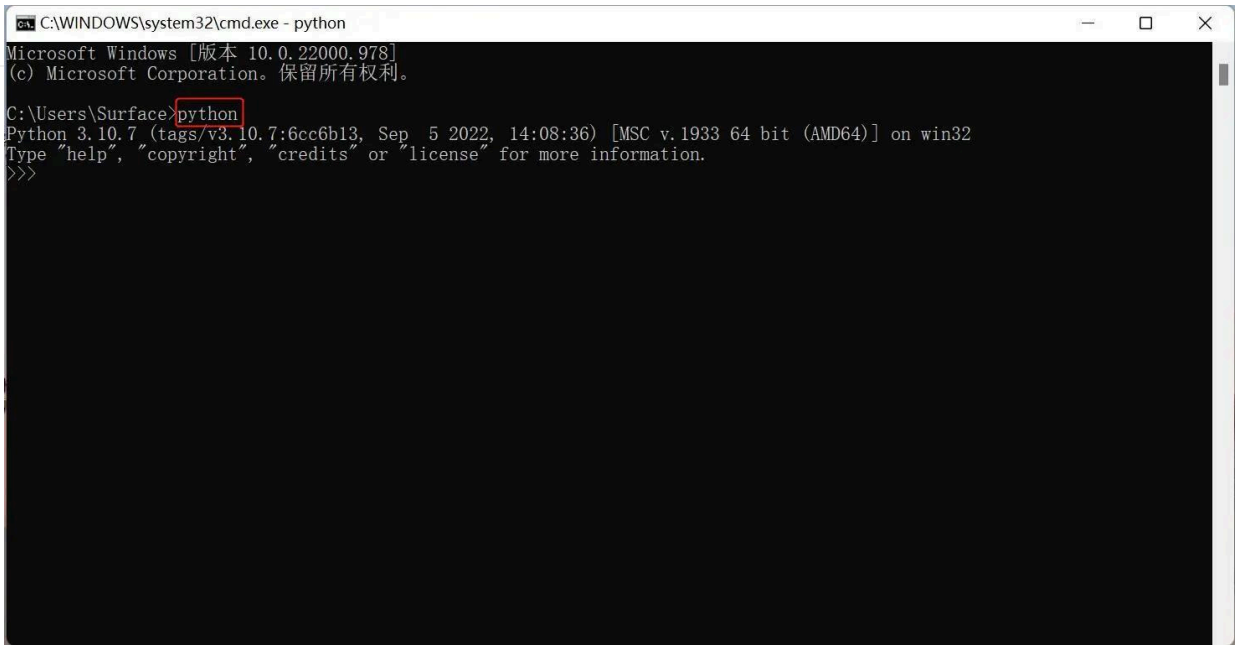 C:\WINDOWS\system32\cmd.exe - python
Microsoft Windows [版本 10.0.22000.978]
(c) Microsoft Corporation。保留所有权利。
C:\Users\Surface>python
Python 3.10.7 (tags/v3.10.7:6cc6b13, Sep  5 2022, 14:08:36) [MSC v.1933 64 bit (AMD64)] on win32
Type "help", "copyright", "credits" or "license" for more information.
>>>